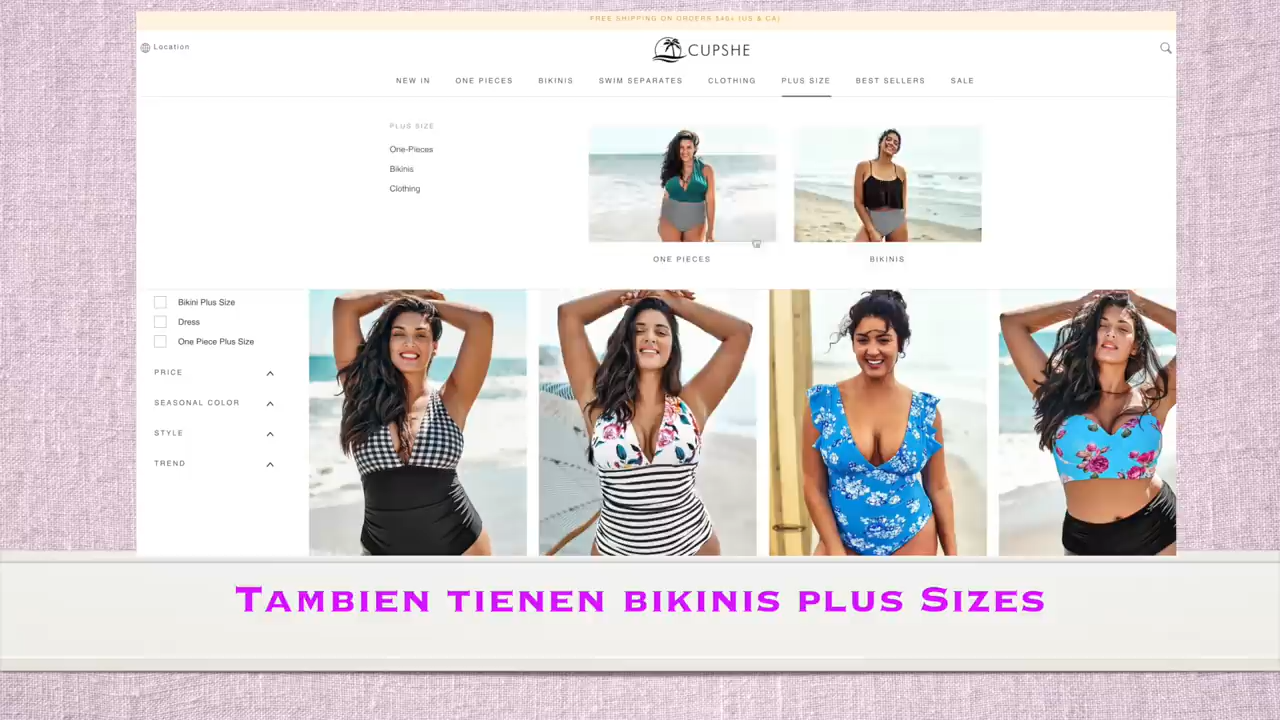 FREE SHIPPING ON ORDERS $40+ (US & CA)
Location
CUPSHE
NEW IN ONE PIECES BIKINIS SWIM SEPARATES CLOTHING PLUS SIZE BEST SELLERS SALE
PLUS SIZE
One-Pieces
Bikinis
Clothing
ONE PIECES
BIKINIS
Bikini Plus Size
Dress
One Piece Plus Size
PRICE
SEASONAL COLOR
STYLE
TREND
Tambien tienen bikinis plus Sizes